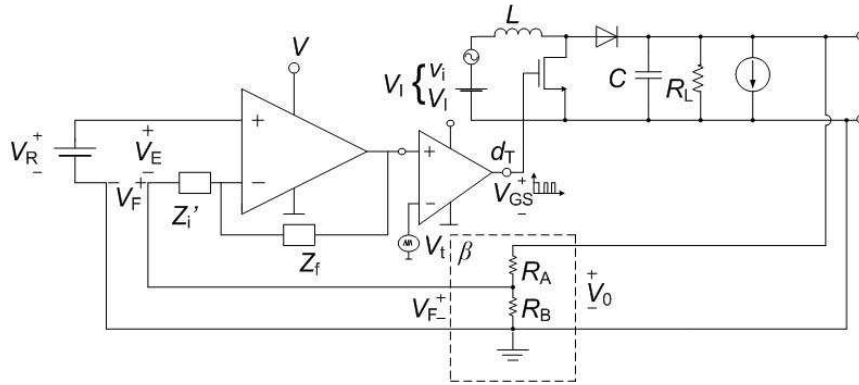 L
V
v_i
V_I {
V_I
C
R_L
+
V_R
-
+
V_E
-
- V_F +
+
-
+
-
d_T
+
V_GS
-
Z_i'
Z_f
V_t
β
R_A
+
V_0
-
V_F
+
-
R_B